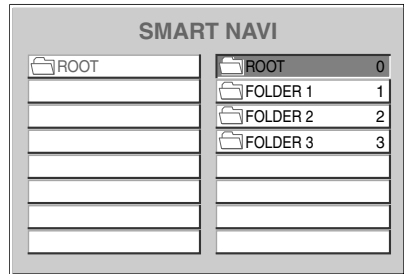 SMART NAVI
ROOT
ROOT 0
FOLDER 1 1
FOLDER 2 2
FOLDER 3 3